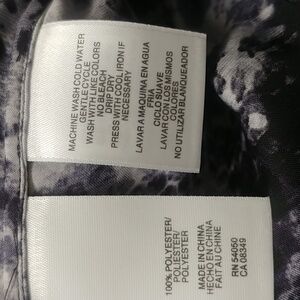 MACHINE WASH COLD WATER
GENTLE CYCLE
WASH WITH LIKE COLORS
NO BLEACH
DRIP DRY
PRESS WITH COOL IRON IF
NECESSARY
LAVAR A MAQUINA EN AGUA
FRIA
CICLO SUAVE
LAVAR CON LOS MISMOS
COLORES
NO UTILIZAR BLANQUEADOR
100% POLYESTER/
POLIESTER/
POLYESTER
MADE IN CHINA
HECHO EN CHINA
FAIT AU CHINE
RN 54050
CA 08349